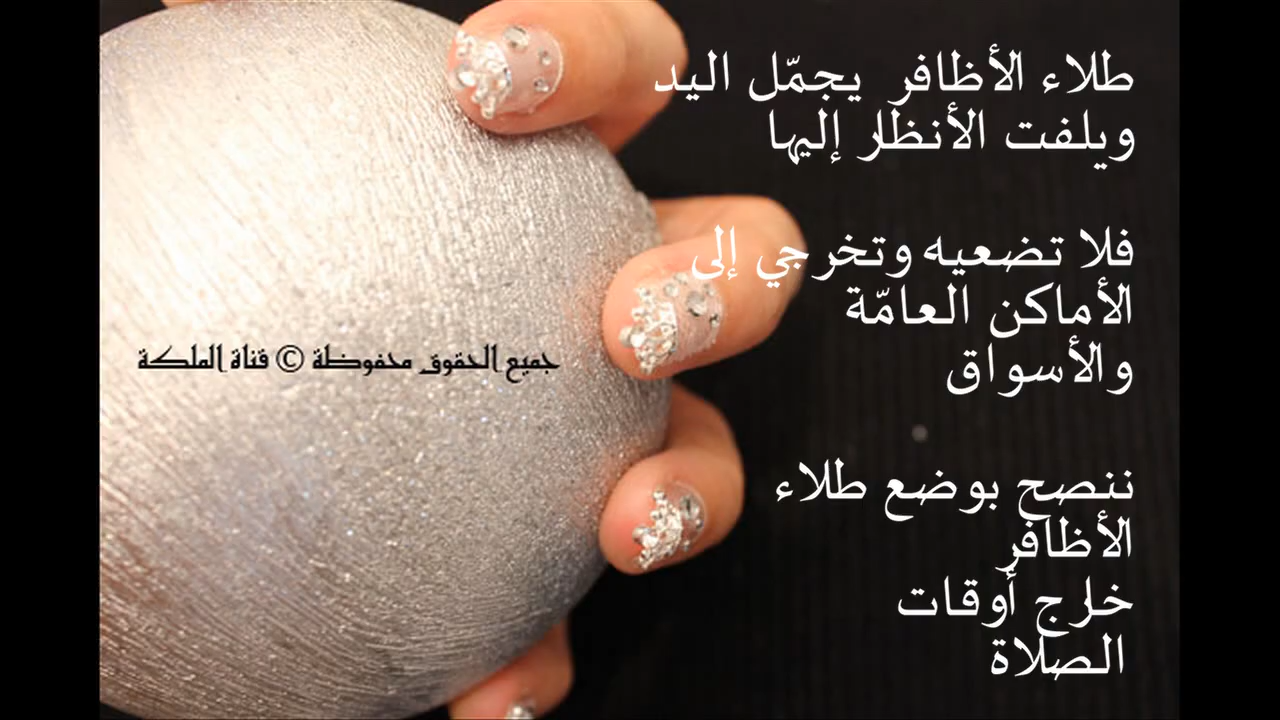 طلاء الأظافر يجمّل اليد
ويلفت الأنظار إليها
فلا تضعيه وتخرجي إلى
الأماكن العامّة
والأسواق
جميع الحقوق محفوظة © قناة الملكة
ننصح بوضع طلاء
الأظافر
خارج أوقات
الصلاة